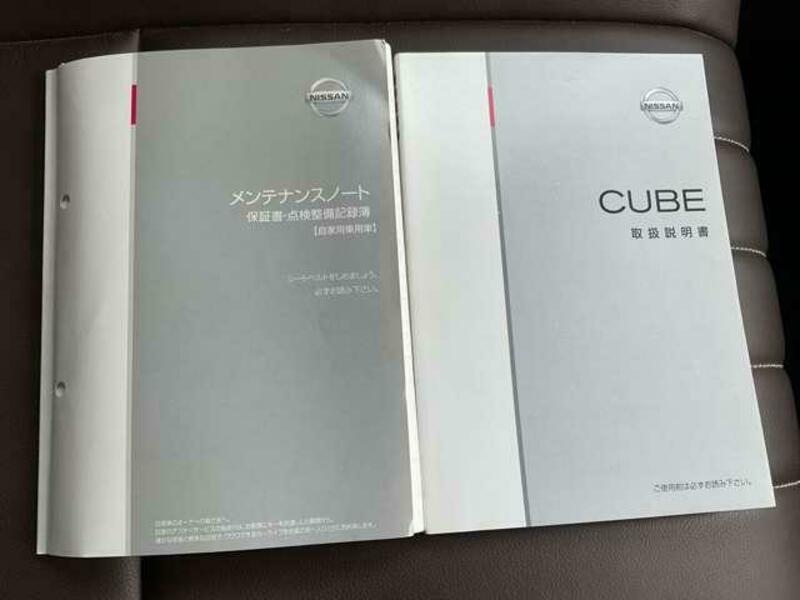 NISSAN
メンテナンスノート
保証書・点検整備記録簿
【自家用乗用車】
シートベルトをしめましょう。
必ずお読み下さい。
NISSAN
CUBE
取扱説明書
ご使用前は必ずお読み下さい。